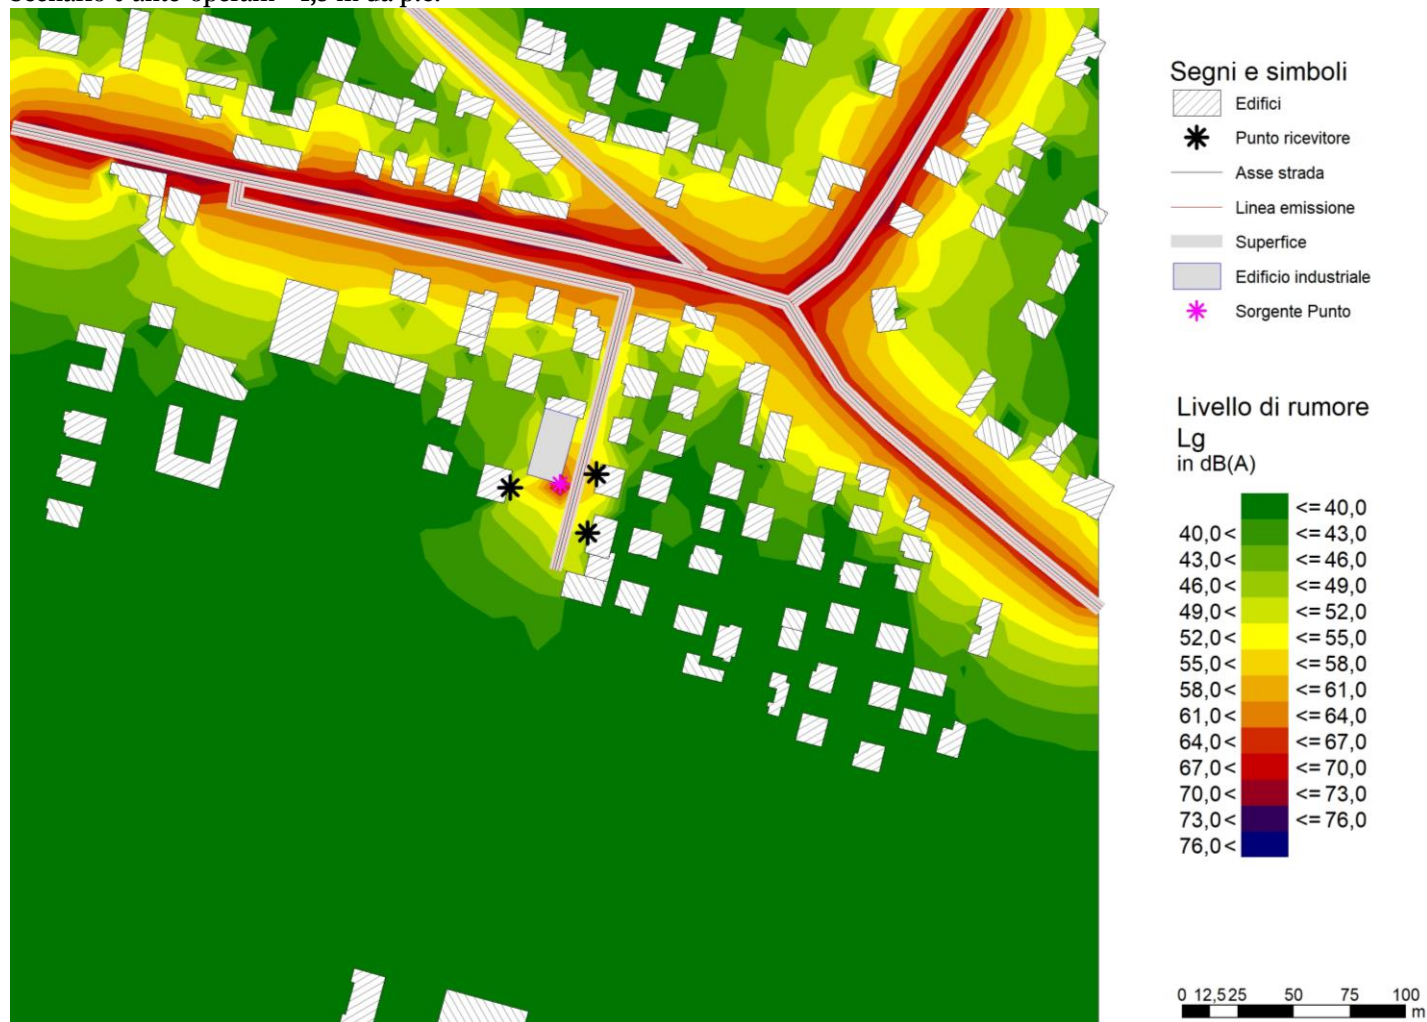 Segni e simboli
Edifici
Punto ricevitore
Asse strada
Linea emissione
Superfice
Edificio industriale
Sorgente Punto
Livello di rumore
Lg
in dB(A)
<= 40,0
40,0 < <= 43,0
43,0 < <= 46,0
46,0 < <= 49,0
49,0 < <= 52,0
52,0 < <= 55,0
55,0 < <= 58,0
58,0 < <= 61,0
61,0 < <= 64,0
64,0 < <= 67,0
67,0 < <= 70,0
70,0 < <= 73,0
73,0 < <= 76,0
76,0 <
0 12,5 25 50 75 100
m